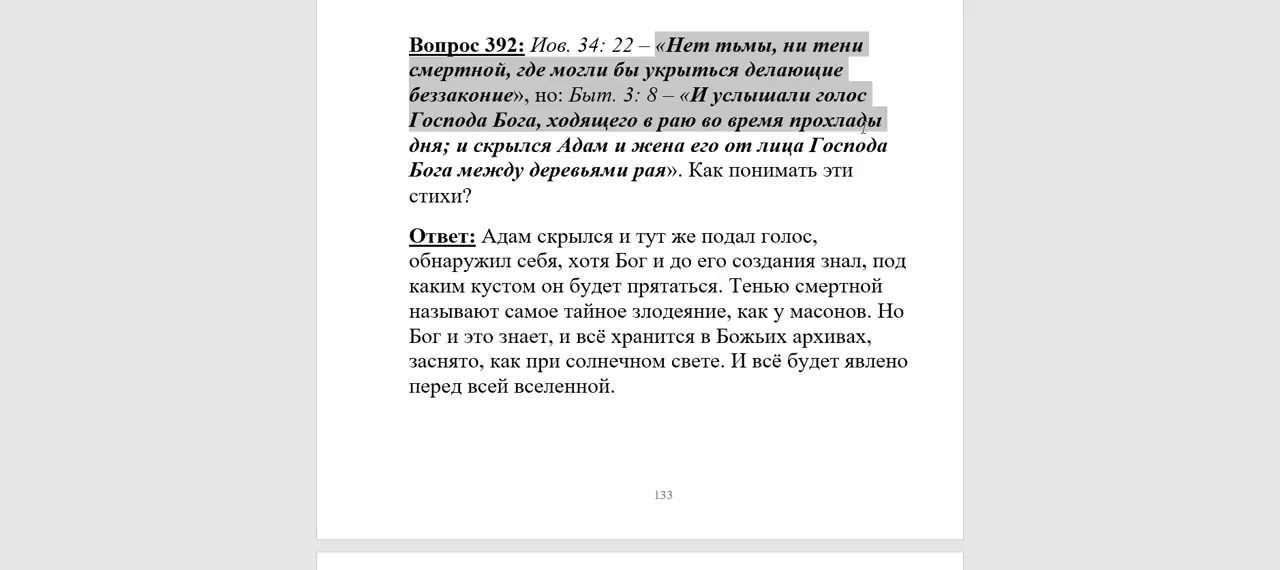 Вопрос 392: Иов. 34: 22 – «Нет тьмы, ни тени
смертной, где могли бы укрыться делающие
беззаконие», но: Быт. 3: 8 – «И услышали голос
Господа Бога, ходящего в раю во время прохлады
дня; и скрылся Адам и жена его от лица Господа
Бога между деревьями рая». Как понимать эти
стихи?
Ответ: Адам скрылся и тут же подал голос,
обнаружил себя, хотя Бог и до его создания знал, под
каким кустом он будет прятаться. Тенью смертной
называют самое тайное злодеяние, как у масонов. Но
Бог и это знает, и всё хранится в Божьих архивах,
заснято, как при солнечном свете. И всё будет явлено
перед всей вселенной.
133